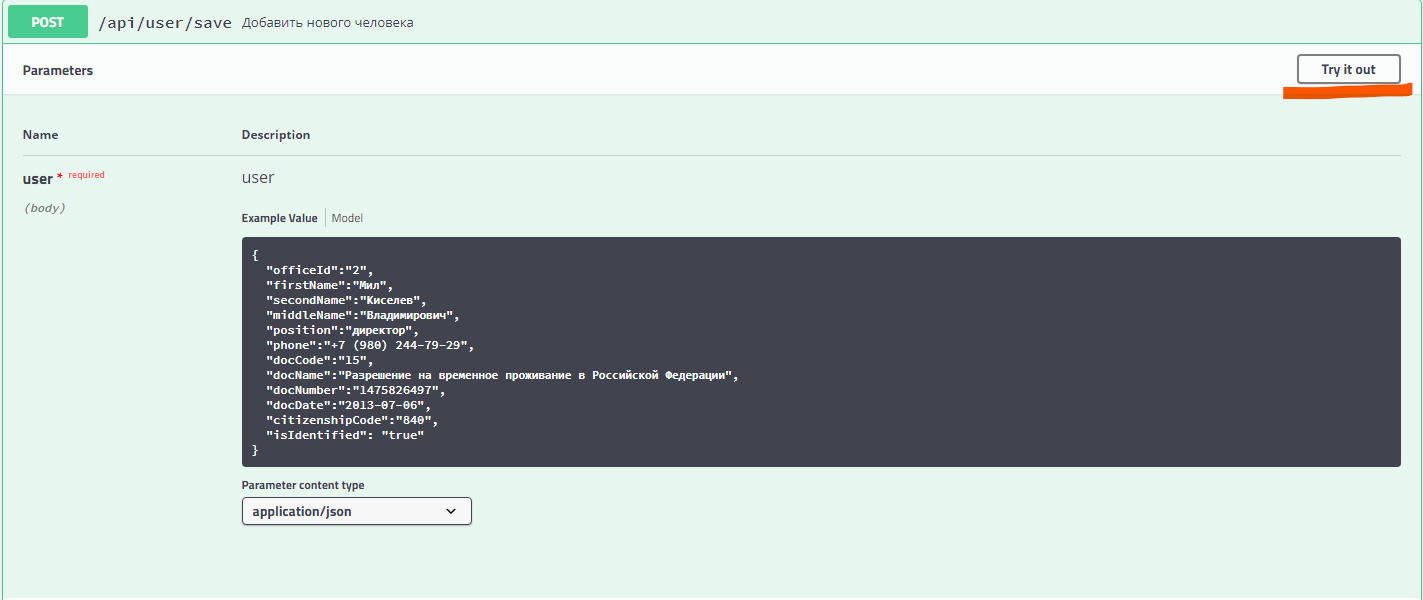 POST /api/user/save Добавить нового человека
Parameters Try it out
Name Description
user * required user
(body)
Example Value Model
{
"officeId":"2",
"firstName":"Мил",
"secondName":"Киселев",
"middleName":"Владимирович",
"position":"директор",
"phone":"+7 (980) 244-79-29",
"docCode":"15",
"docName":"Разрешение на временное проживание в Российской Федерации",
"docNumber":"1475826497",
"docDate":"2013-07-06",
"citizenshipCode":"840",
"isIdentified": "true"
}
Parameter content type
application/json